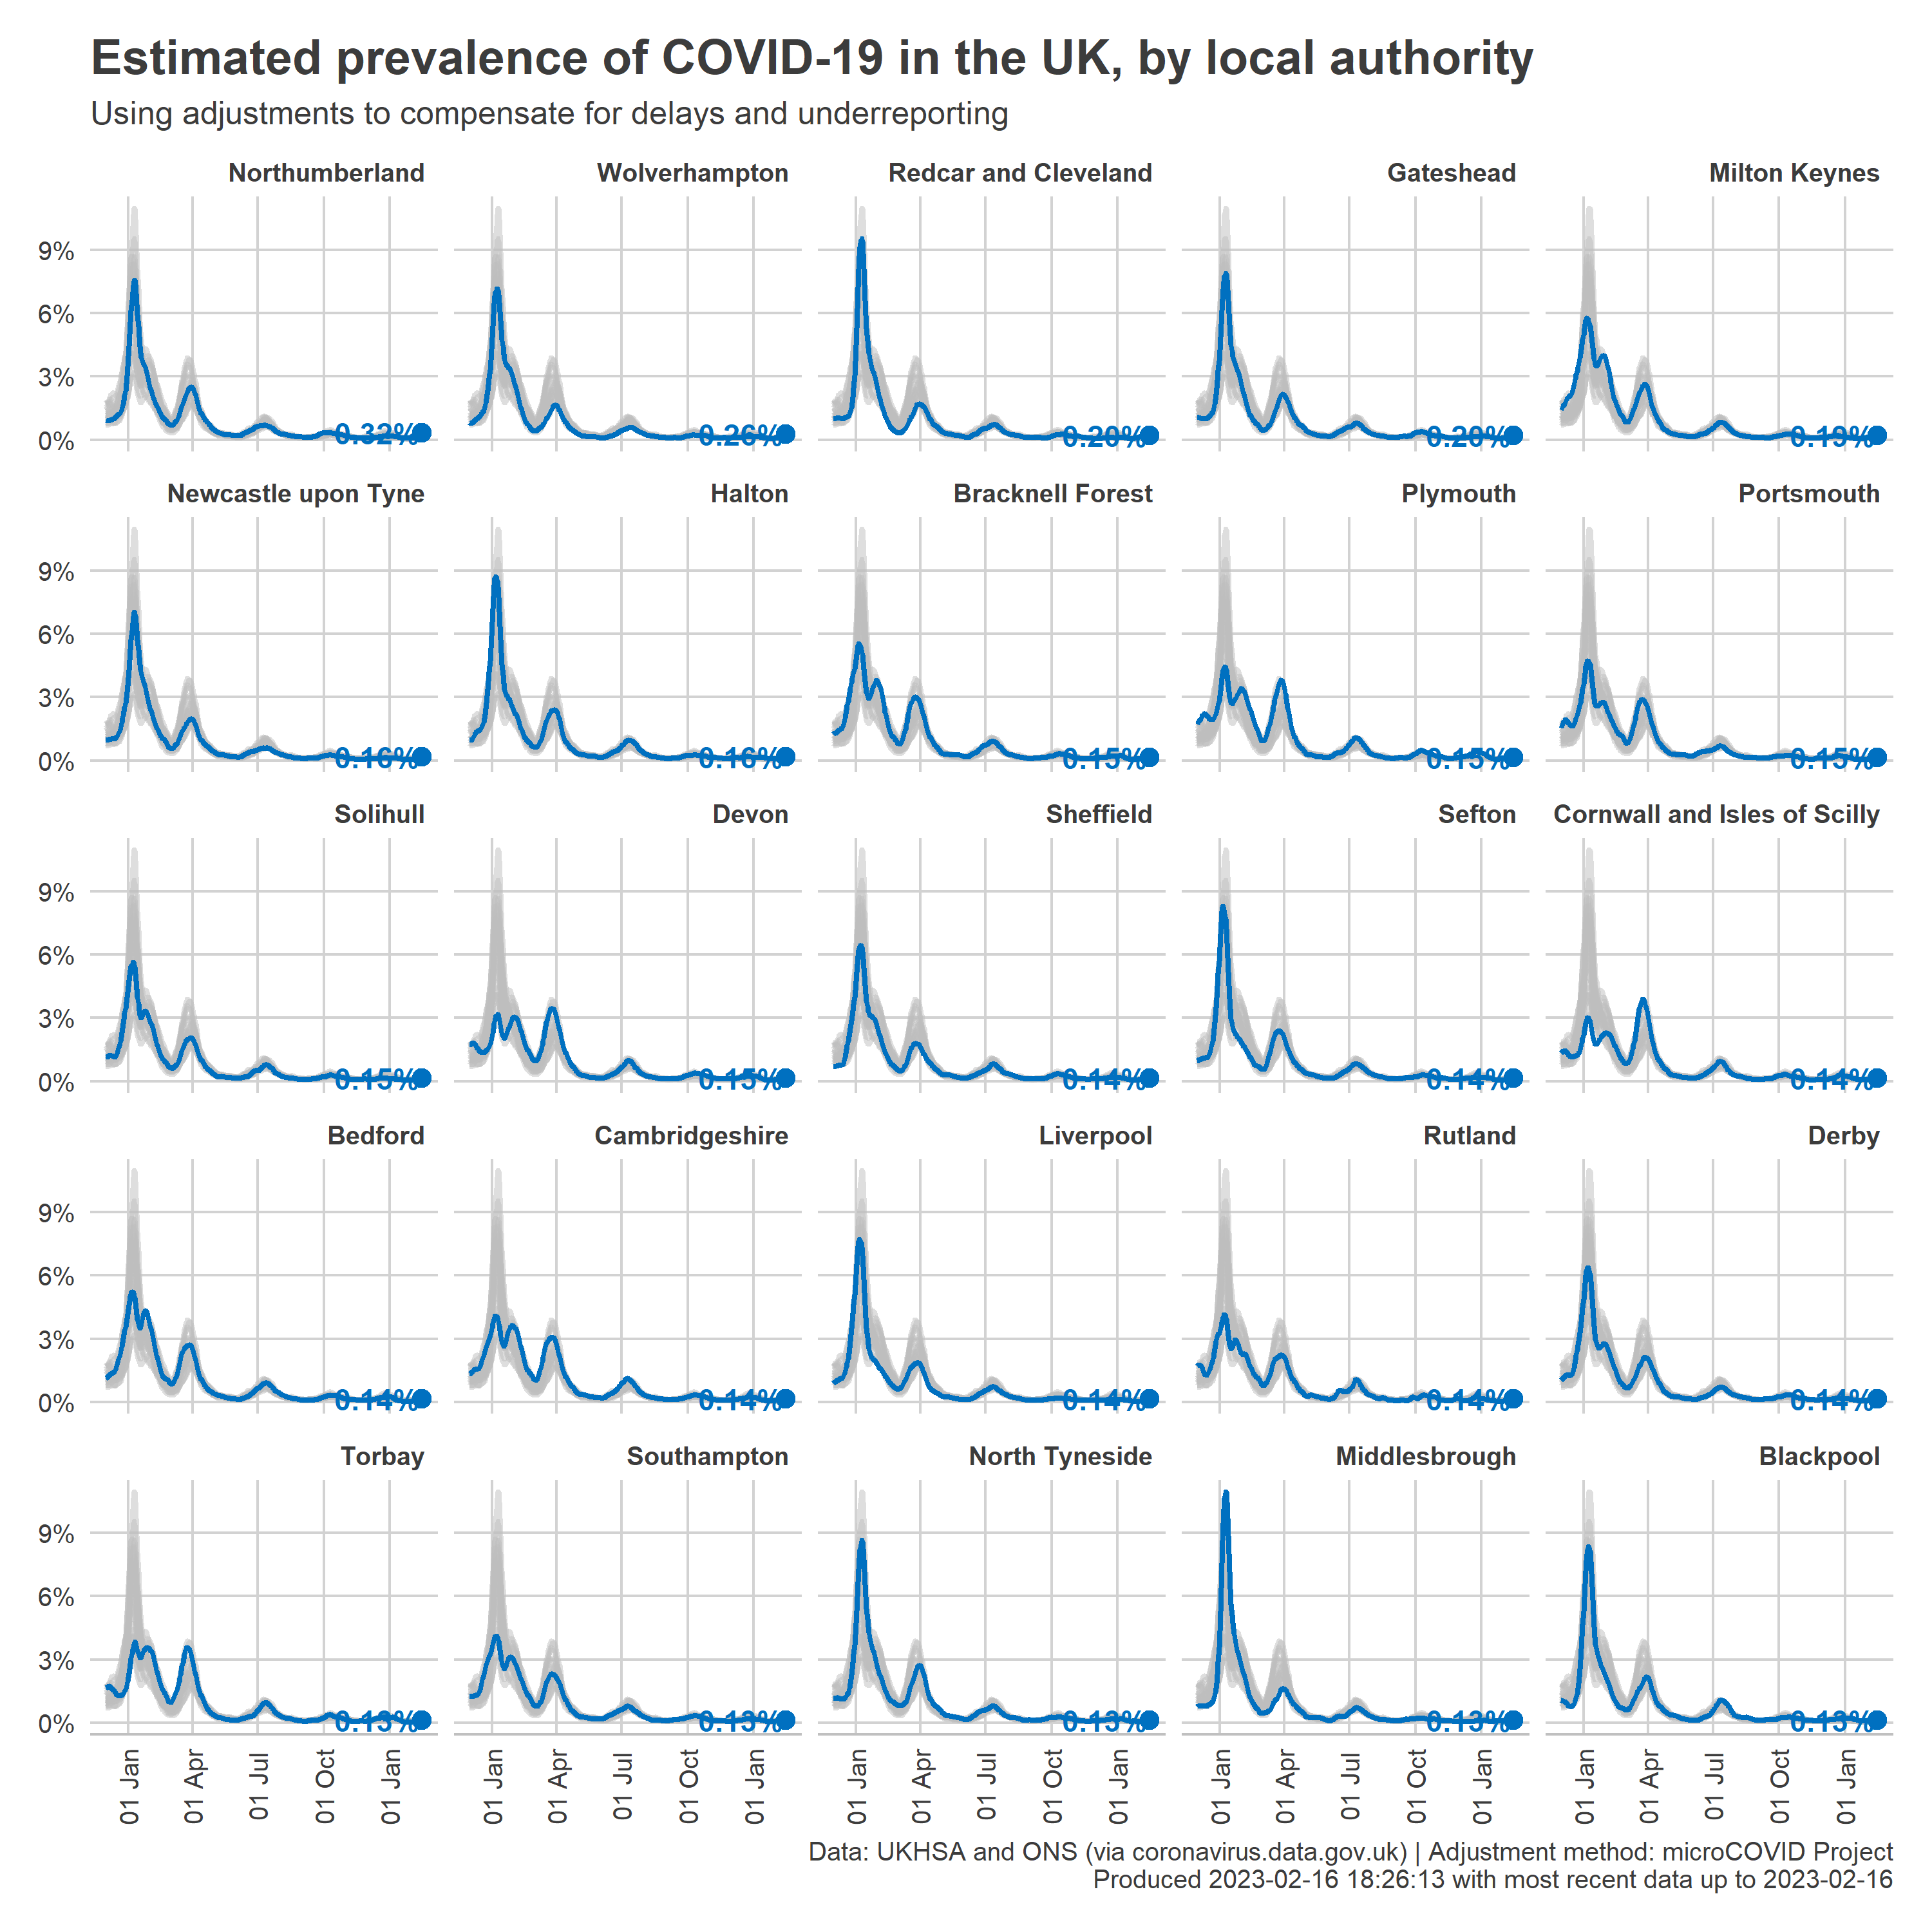 Estimated prevalence of COVID-19 in the UK, by local authority
Using adjustments to compensate for delays and underreporting
Northumberland Wolverhampton Redcar and Cleveland Gateshead Milton Keynes
9%
6%
3%
0%
0.32% 0.26% 0.20% 0.20% 0.19%
Newcastle upon Tyne Halton Bracknell Forest Plymouth Portsmouth
9%
6%
3%
0%
0.16% 0.16% 0.15% 0.15% 0.15%
Solihull Devon Sheffield Sefton Cornwall and Isles of Scilly
9%
6%
3%
0%
0.15% 0.15% 0.14% 0.14% 0.14%
Bedford Cambridgeshire Liverpool Rutland Derby
9%
6%
3%
0%
0.14% 0.14% 0.14% 0.14% 0.14%
Torbay Southampton North Tyneside Middlesbrough Blackpool
9%
6%
3%
0%
0.13% 0.13% 0.13% 0.13% 0.13%
01 Jan 01 Apr 01 Jul 01 Oct 01 Jan 01 Jan 01 Apr 01 Jul 01 Oct 01 Jan 01 Jan 01 Apr 01 Jul 01 Oct 01 Jan 01 Jan 01 Apr 01 Jul 01 Oct 01 Jan 01 Jan 01 Apr 01 Jul 01 Oct 01 Jan
Data: UKHSA and ONS (via coronavirus.data.gov.uk) | Adjustment method: microCOVID Project
Produced 2023-02-16 18:26:13 with most recent data up to 2023-02-16